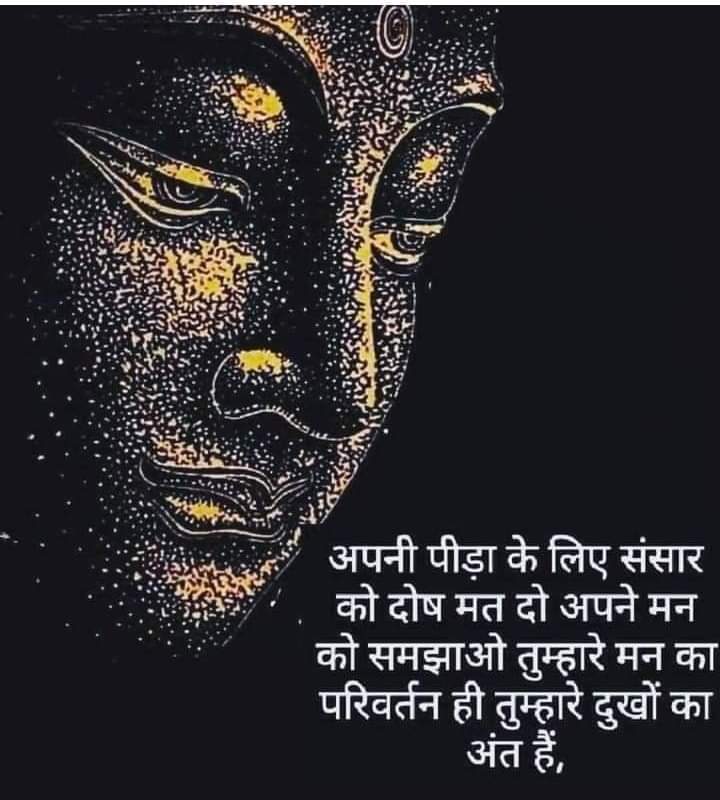 अपनी पीड़ा के लिए संसार
को दोष मत दो अपने मन
को समझाओ तुम्हारे मन का
परिवर्तन ही तुम्हारे दुखों का
अंत हैं,